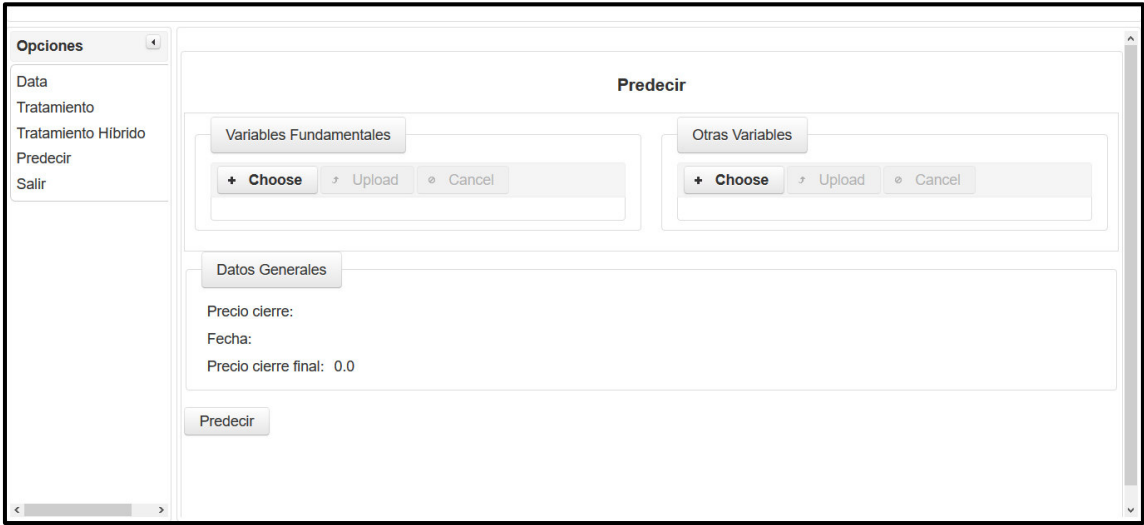 Opciones
Data
Tratamiento
Tratamiento Híbrido
Predecir
Salir
Predecir
Variables Fundamentales
Choose Upload Cancel
Otras Variables
Choose Upload Cancel
Datos Generales
Precio cierre:
Fecha:
Precio cierre final: 0.0
Predecir